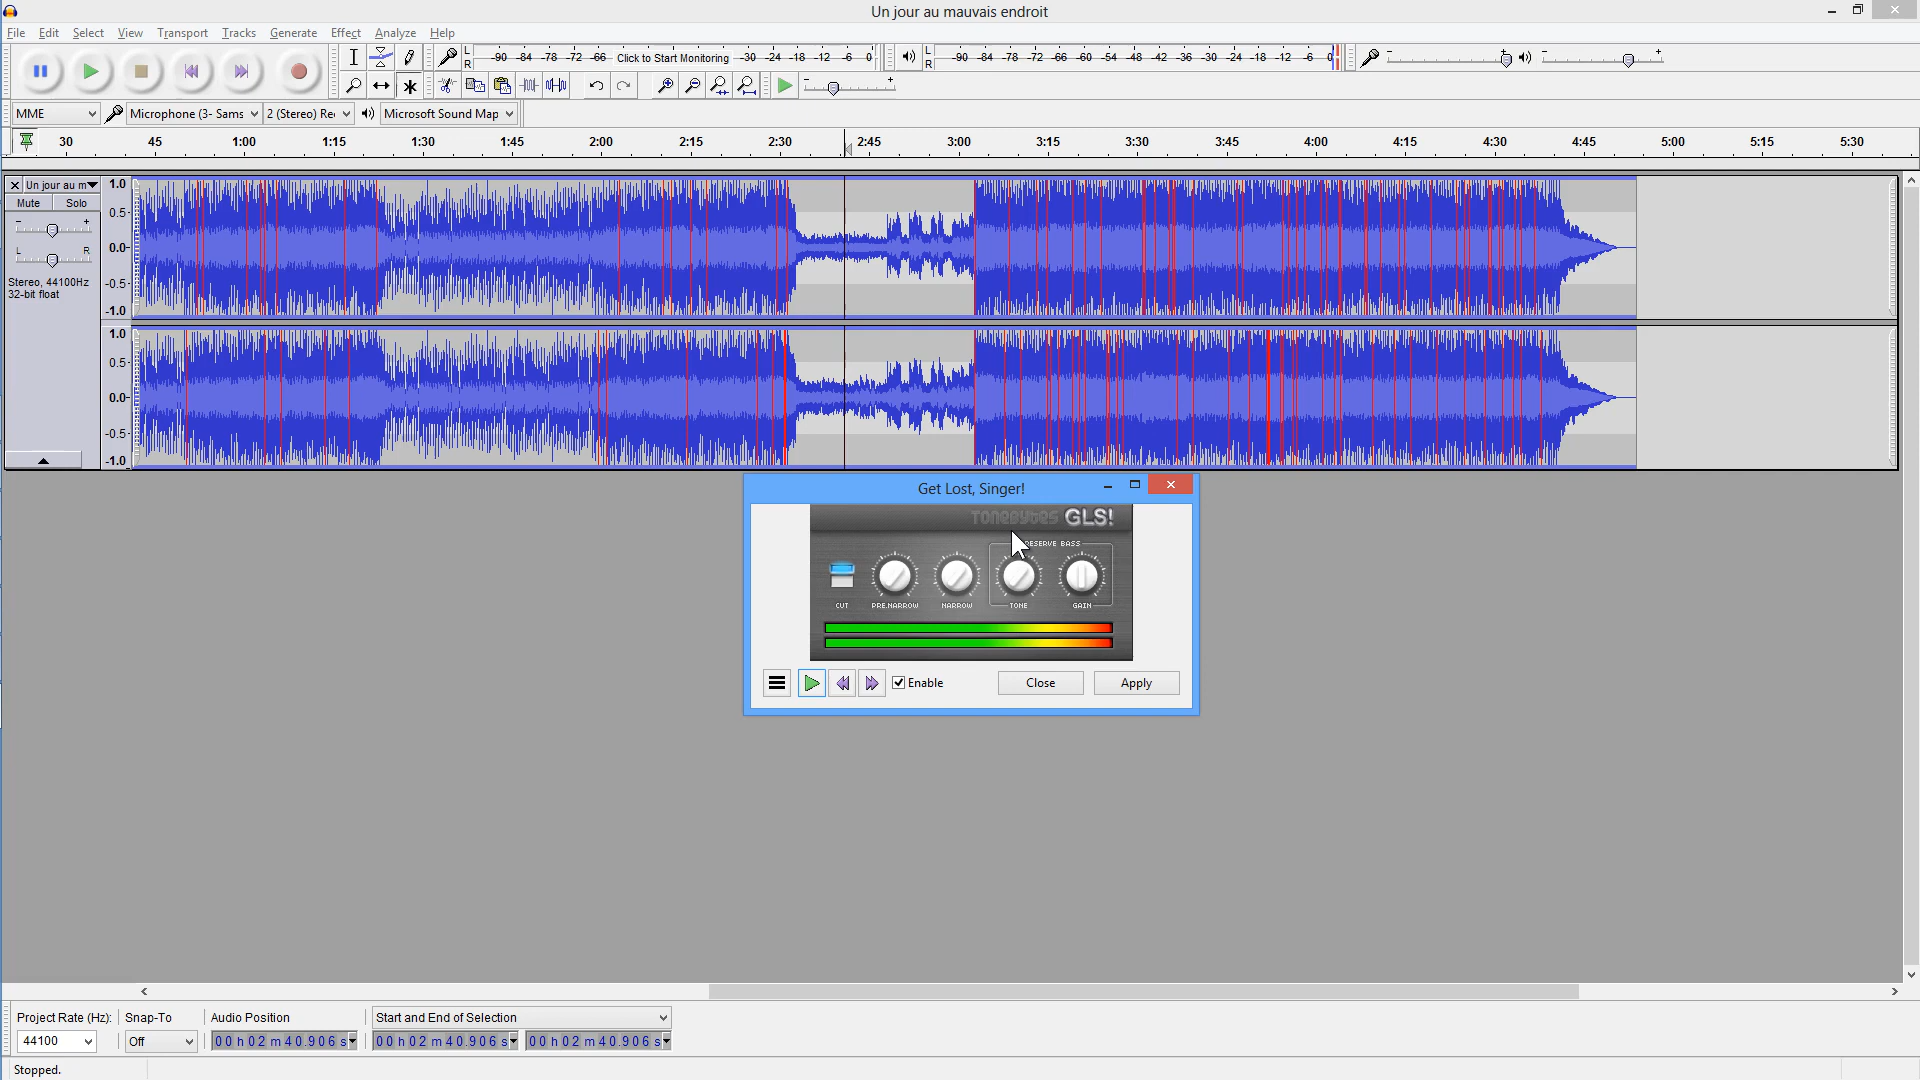 Un jour au mauvais endroit
File Edit Select View Transport Tracks Generate Effect Analyze Help
L -90 -84 -78 -72 -66 Click to Start Monitoring -30 -24 -18 -12 -6 0
R
L -90 -84 -78 -72 -66 -60 -54 -48 -42 -36 -30 -24 -18 -12 -6 0
R
- +
- +
- +
MME Microphone (3- Sams 2 (Stereo) Re Microsoft Sound Map
30 45 1:00 1:15 1:30 1:45 2:00 2:15 2:30 2:45 3:00 3:15 3:30 3:45 4:00 4:15 4:30 4:45 5:00 5:15 5:30
Un jour au m
Mute Solo
- +
L R
Stereo, 44100Hz
32-bit float
1.0
0.5
0.0
-0.5
-1.0
1.0
0.5
0.0
-0.5
-1.0
Get Lost, Singer!
TONEBYTES GLS!
RESERVE BASS
CUT PRE.NARROW NARROW TONE GAIN
Enable Close Apply
Project Rate (Hz): Snap-To Audio Position Start and End of Selection
44100 Off 00 h 02 m 40.906 s 00 h 02 m 40.906 s 00 h 02 m 40.906 s
Stopped.